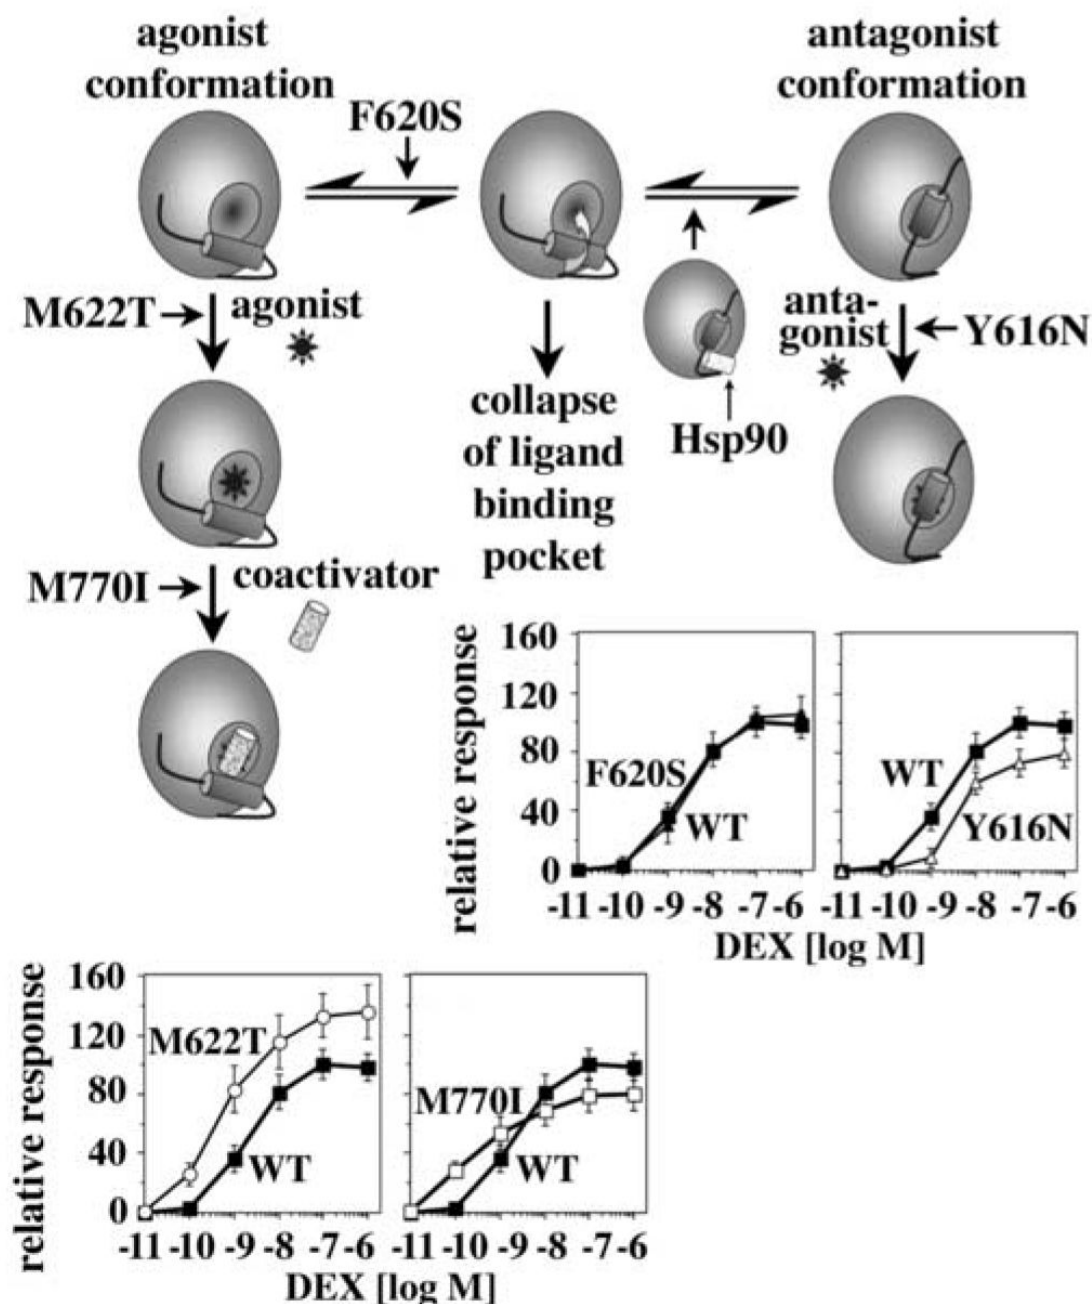 agonist
conformation
antagonist
conformation
F620S
M622T
agonist
anta-
gonist
Y616N
Hsp90
collapse
of ligand
binding
pocket
M770I
coactivator
relative response
160
120
80
40
0
F620S
WT
WT
Y616N
-11 -10 -9 -8 -7 -6
-11 -10 -9 -8 -7 -6
DEX [log M]
relative response
160
120
80
40
0
M622T
WT
M770I
WT
-11 -10 -9 -8 -7 -6
-11 -10 -9 -8 -7 -6
DEX [log M]